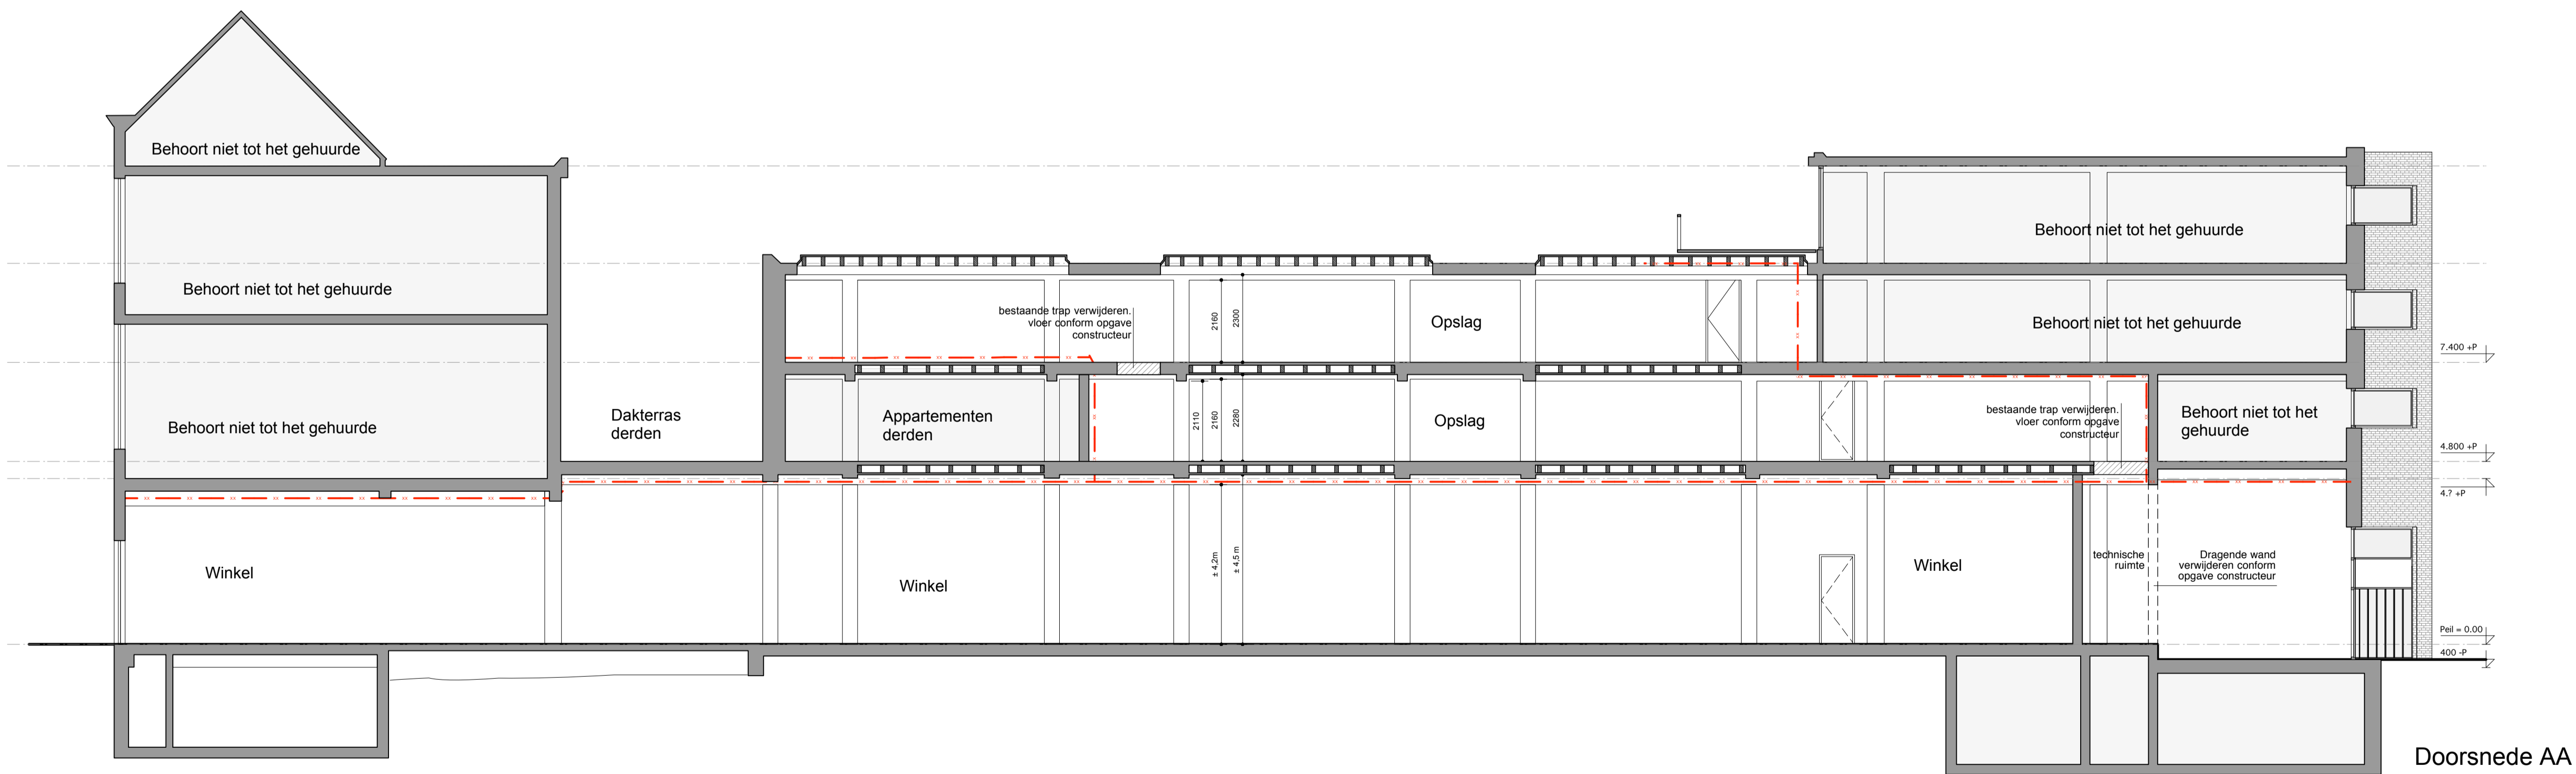 Behoort niet tot het gehuurde
Behoort niet tot het gehuurde
Behoort niet tot het gehuurde
Behoort niet tot het gehuurde
bestaande trap verwijderen.
vloer conform opgave
constructeur
2160
2300
Opslag
Behoort niet tot het gehuurde
7.400 +P
Dakterras
derden
Appartementen
derden
2110
2160
2280
Opslag
bestaande trap verwijderen.
vloer conform opgave
constructeur
Behoort niet tot het
gehuurde
4.800 +P
4.? +P
Winkel
Winkel
± 4,2m
± 4,5 m
Winkel
technische
ruimte
Dragende wand
verwijderen conform
opgave constructeur
Peil = 0.00
400 -P
Doorsnede AA